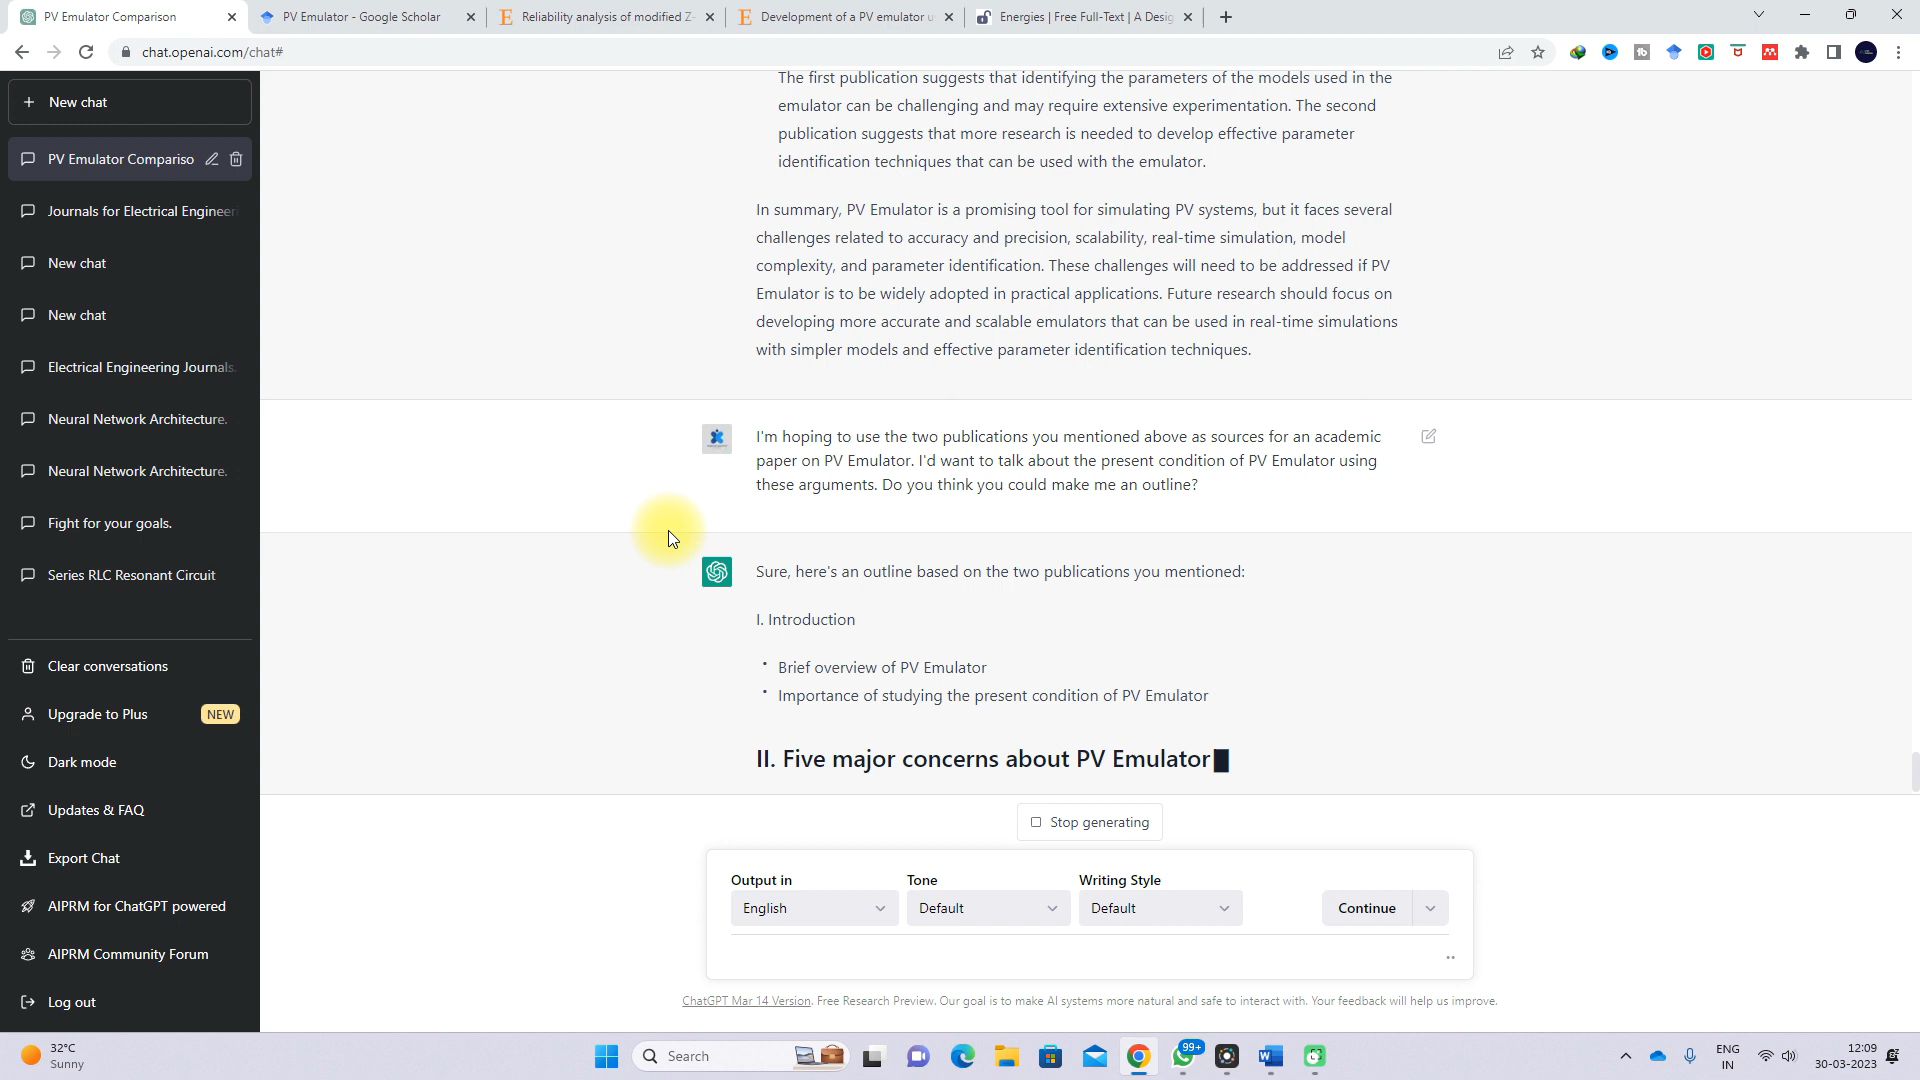 PV Emulator Comparison
PV Emulator - Google Scholar
Reliability analysis of modified Z-
Development of a PV emulator u
Energies | Free Full-Text | A Desig
chat.openai.com/chat#
New chat
PV Emulator Compariso
Journals for Electrical Engineeri
New chat
New chat
Electrical Engineering Journals.
Neural Network Architecture.
Neural Network Architecture.
Fight for your goals.
Series RLC Resonant Circuit
Clear conversations
Upgrade to Plus
NEW
Dark mode
Updates & FAQ
Export Chat
AIPRM for ChatGPT powered
AIPRM Community Forum
Log out
The first publication suggests that identifying the parameters of the models used in the
emulator can be challenging and may require extensive experimentation. The second
publication suggests that more research is needed to develop effective parameter
identification techniques that can be used with the emulator.
In summary, PV Emulator is a promising tool for simulating PV systems, but it faces several
challenges related to accuracy and precision, scalability, real-time simulation, model
complexity, and parameter identification. These challenges will need to be addressed if PV
Emulator is to be widely adopted in practical applications. Future research should focus on
developing more accurate and scalable emulators that can be used in real-time simulations
with simpler models and effective parameter identification techniques.
I'm hoping to use the two publications you mentioned above as sources for an academic
paper on PV Emulator. I'd want to talk about the present condition of PV Emulator using
these arguments. Do you think you could make me an outline?
Sure, here's an outline based on the two publications you mentioned:
I. Introduction
• Brief overview of PV Emulator
• Importance of studying the present condition of PV Emulator
II. Five major concerns about PV Emulator
Stop generating
Output in
Tone
Writing Style
English
Default
Default
Continue
ChatGPT Mar 14 Version. Free Research Preview. Our goal is to make AI systems more natural and safe to interact with. Your feedback will help us improve.
32°C
Sunny
Search
99+
ENG
IN
12:09
30-03-2023